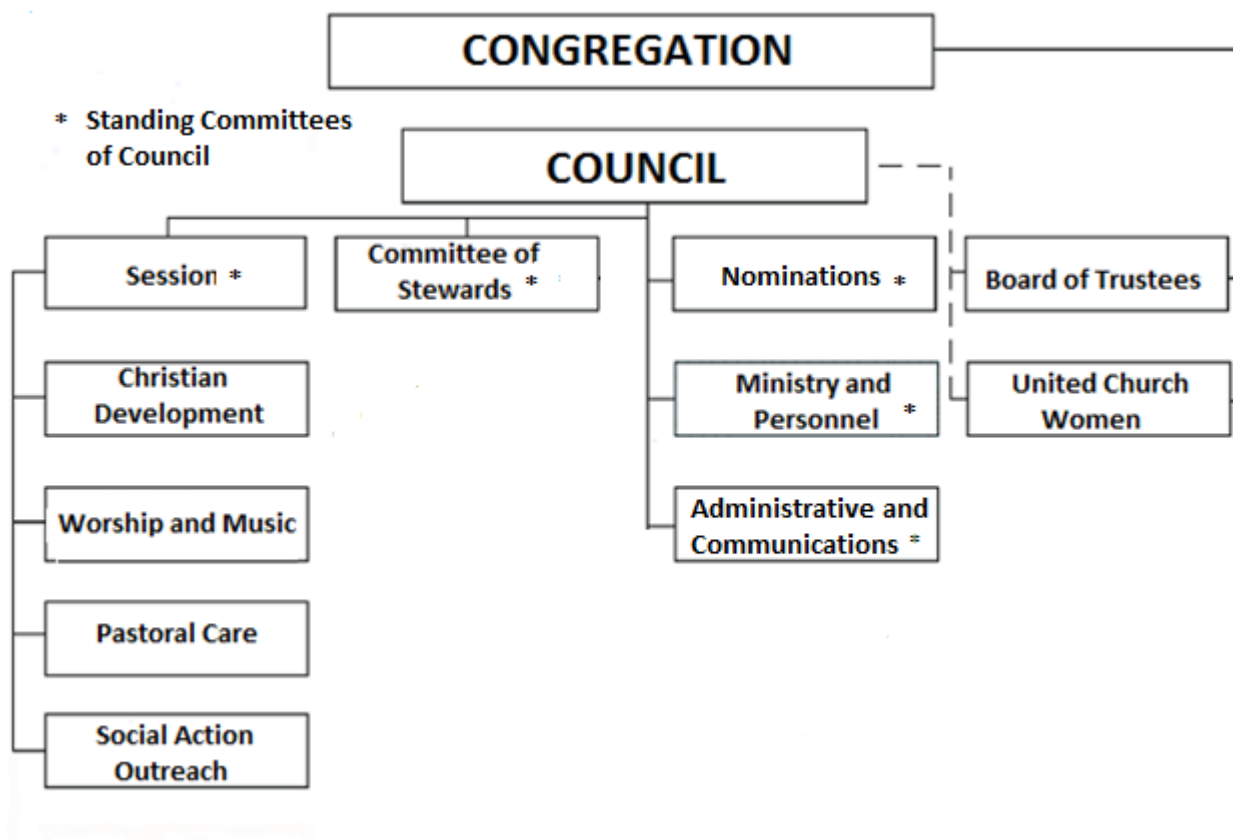 CONGREGATION
* Standing Committees
of Council
COUNCIL
Session *
Committee of
Stewards *
Nominations *
Board of Trustees
Christian
Development
Ministry and
Personnel *
United Church
Women
Worship and Music
Administrative and
Communications *
Pastoral Care
Social Action
Outreach